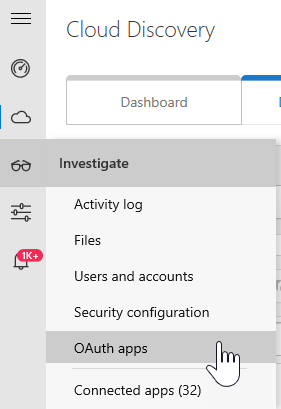 Cloud Discovery
Dashboard
Investigate
Activity log
Files
Users and accounts
1K+
Security configuration
OAuth apps
Connected apps (32)